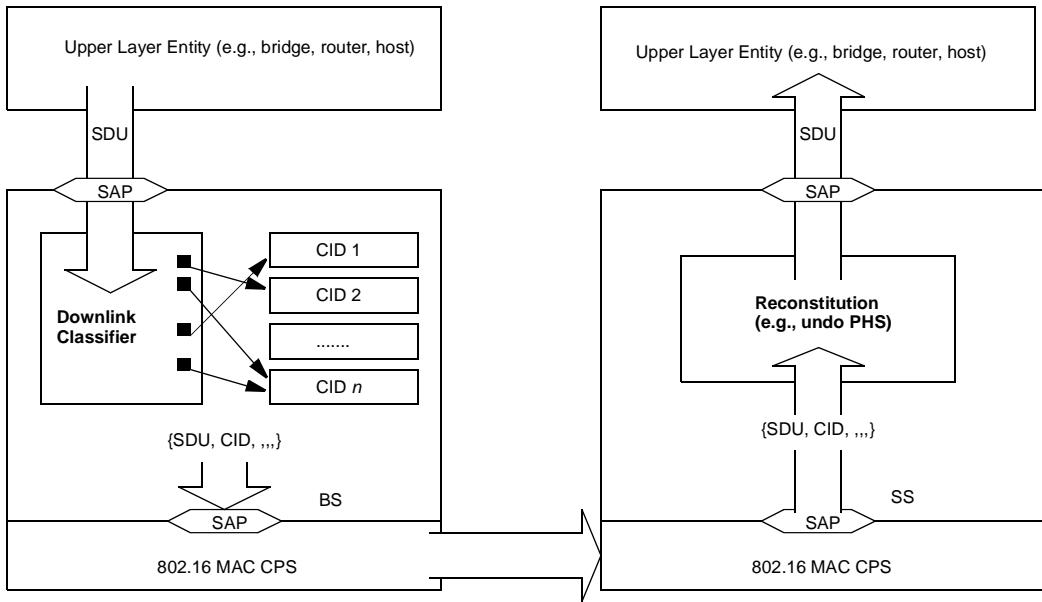 Upper Layer Entity (e.g., bridge, router, host)
SDU
SAP
Downlink
Classifier
CID 1
CID 2
.......
CID n
{SDU, CID, ,,,}
BS
SAP
802.16 MAC CPS
Upper Layer Entity (e.g., bridge, router, host)
SDU
SAP
Reconstitution
(e.g., undo PHS)
{SDU, CID, ,,,}
SS
SAP
802.16 MAC CPS